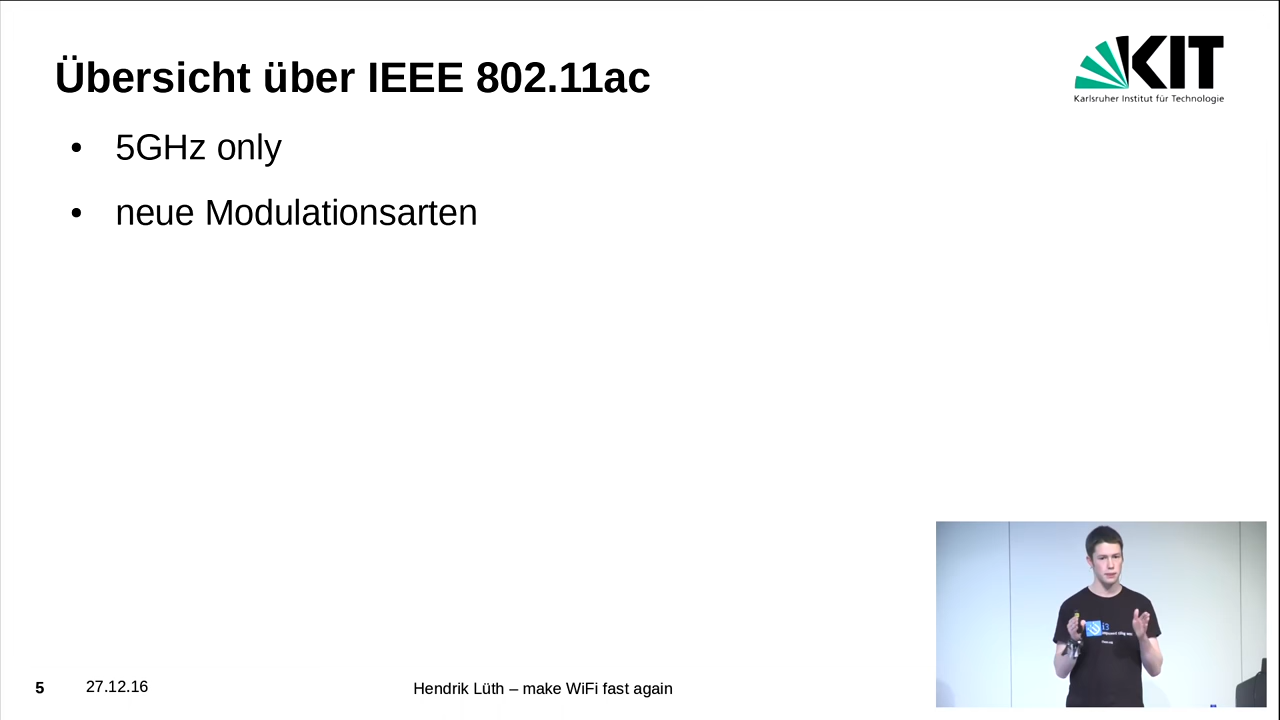 Übersicht über IEEE 802.11ac
KIT
Karlsruher Institut für Technologie
• 5GHz only
• neue Modulationsarten
i3
5
27.12.16
Hendrik Lüth – make WiFi fast again